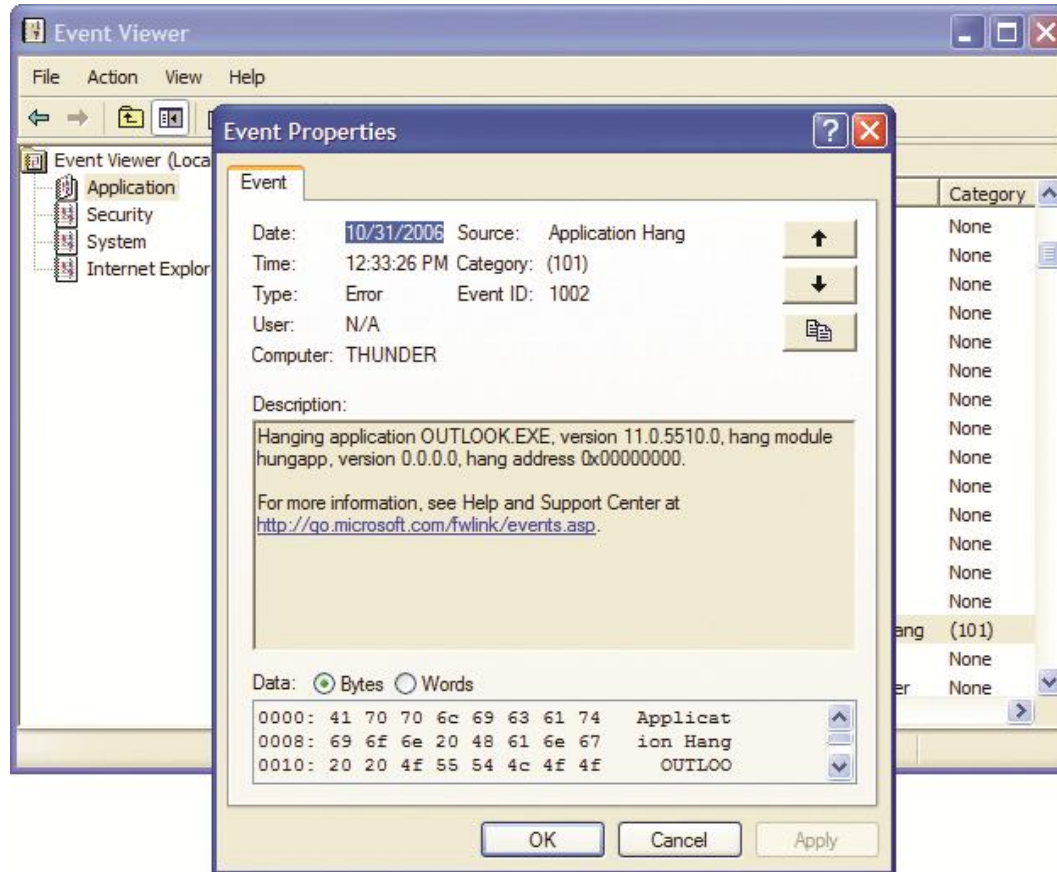 Event Viewer
File Action View Help
Event Viewer (Loca
Application
Security
System
Internet Explor
Category
None
None
None
None
None
None
None
None
None
None
None
None
None
None
ang (101)
None
er None
Event Properties
Event
Date: 10/31/2006 Source: Application Hang
Time: 12:33:26 PM Category: (101)
Type: Error Event ID: 1002
User: N/A
Computer: THUNDER
Description:
Hanging application OUTLOOK.EXE, version 11.0.5510.0, hang module
hungapp, version 0.0.0.0, hang address 0x00000000.
For more information, see Help and Support Center at
http://go.microsoft.com/fwlink/events.asp.
Data: Bytes Words
0000: 41 70 70 6c 69 63 61 74 Applicat
0008: 69 6f 6e 20 48 61 6e 67 ion Hang
0010: 20 20 4f 55 54 4c 4f 4f OUTLOO
OK Cancel Apply